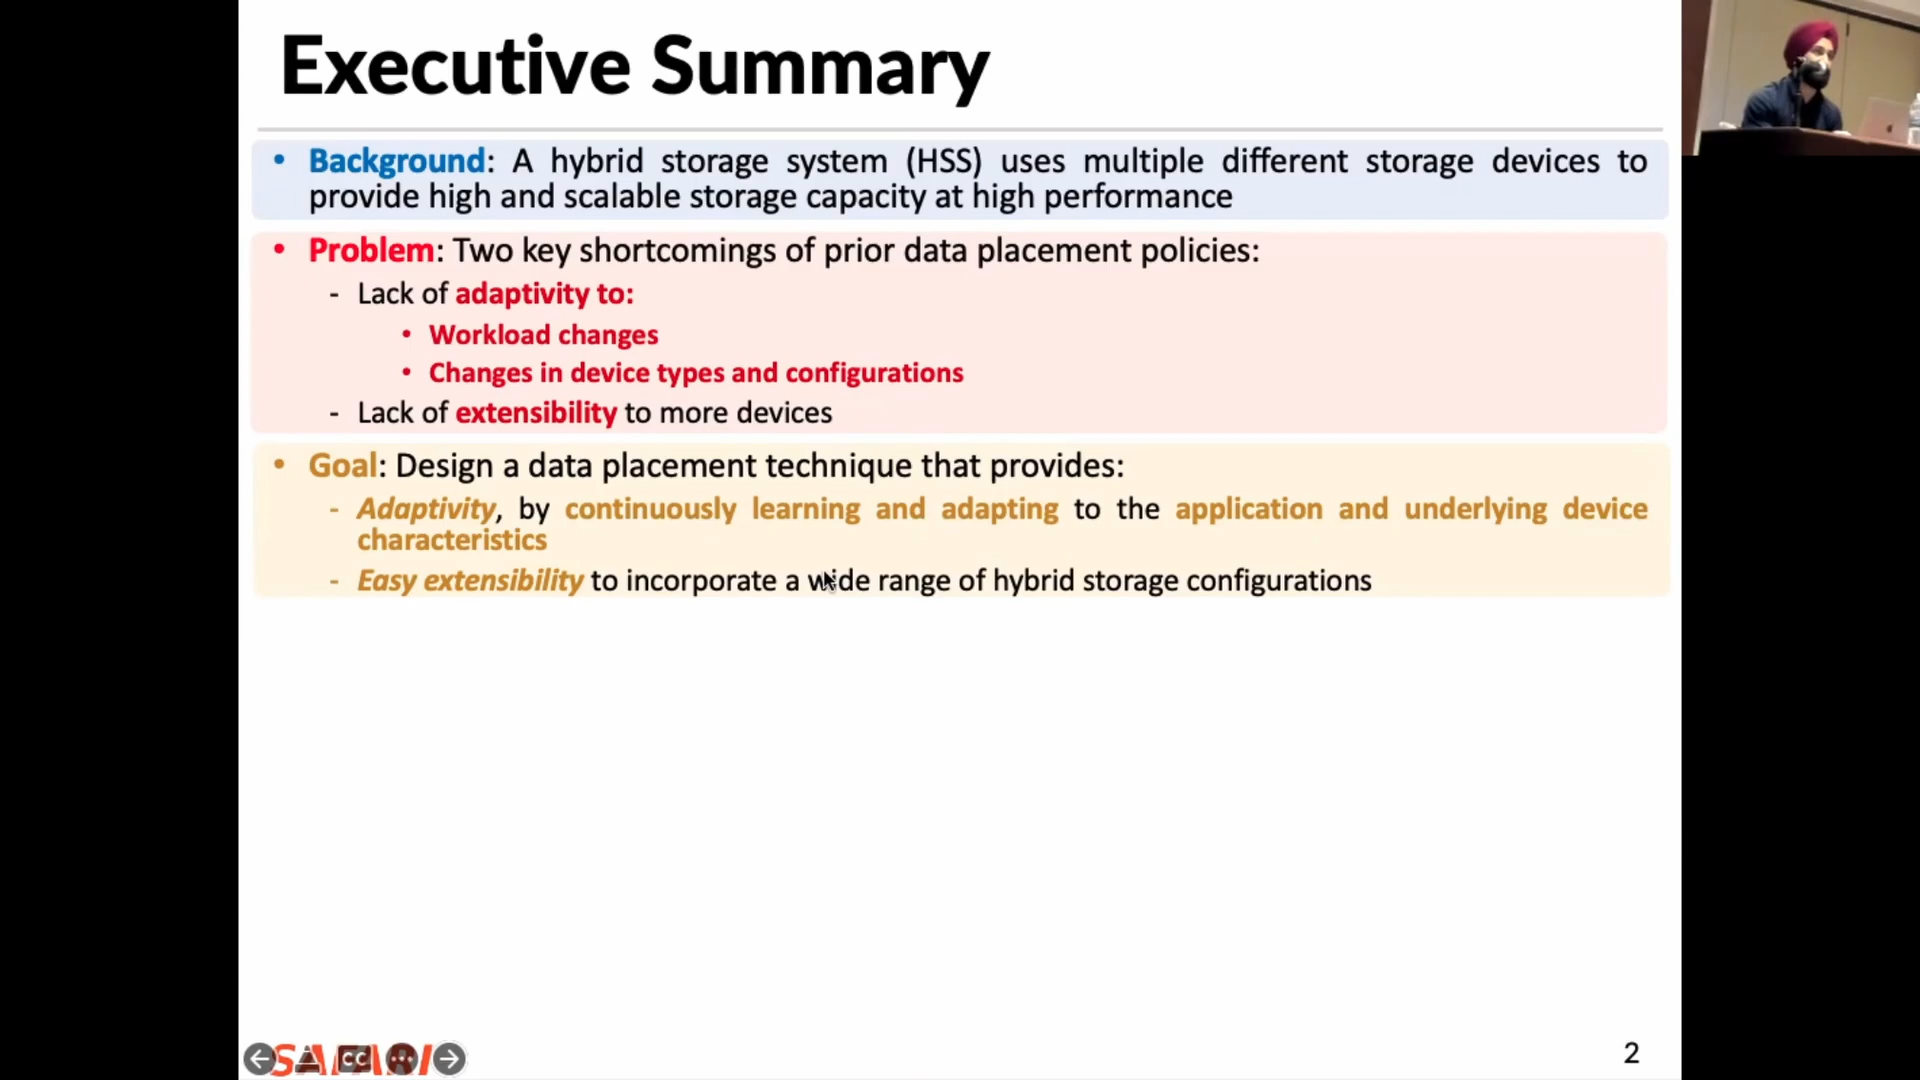 Executive Summary
• Background: A hybrid storage system (HSS) uses multiple different storage devices to
provide high and scalable storage capacity at high performance
• Problem: Two key shortcomings of prior data placement policies:
- Lack of adaptivity to:
• Workload changes
• Changes in device types and configurations
- Lack of extensibility to more devices
• Goal: Design a data placement technique that provides:
- Adaptivity, by continuously learning and adapting to the application and underlying device
characteristics
- Easy extensibility to incorporate a wide range of hybrid storage configurations
SAFARI
CC
2